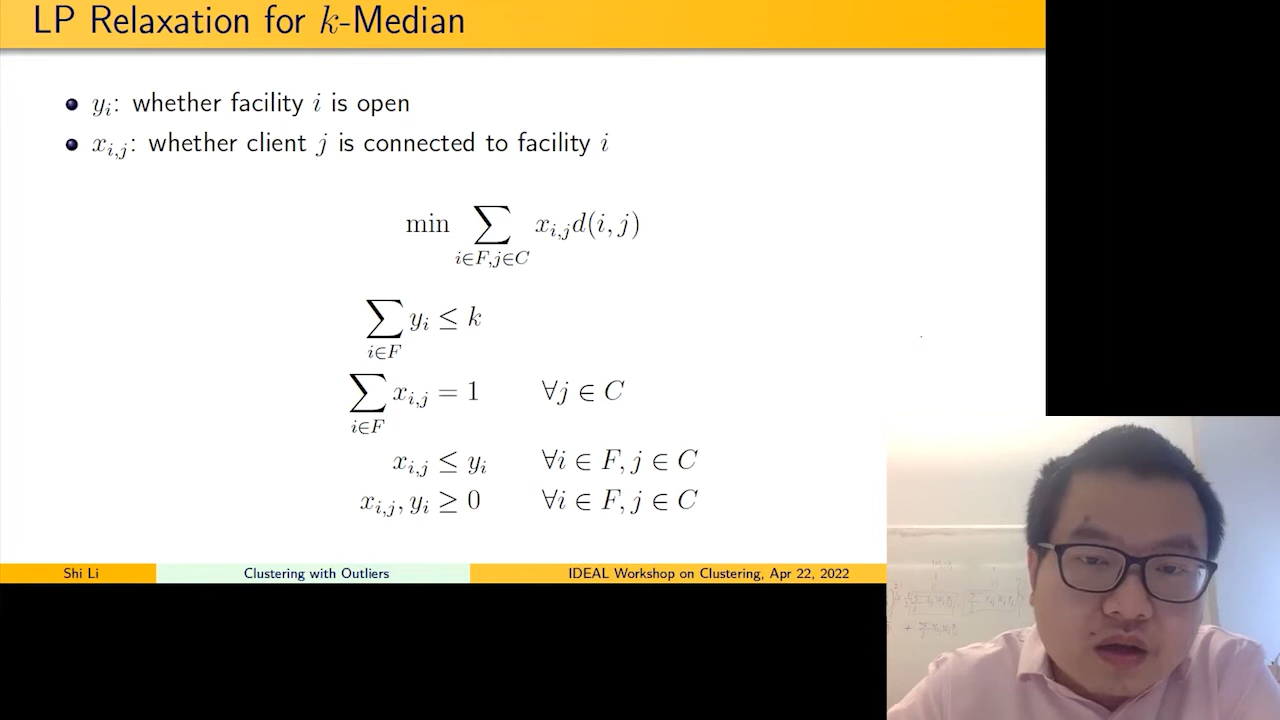 LP Relaxation for k-Median
• y_i: whether facility i is open
• x_{i,j}: whether client j is connected to facility i
min ∑_{i∈F,j∈C} x_{i,j}d(i, j)
∑_{i∈F} y_i ≤ k
∑_{i∈F} x_{i,j} = 1 ∀j ∈ C
x_{i,j} ≤ y_i ∀i ∈ F, j ∈ C
x_{i,j}, y_i ≥ 0 ∀i ∈ F, j ∈ C
Shi Li Clustering with Outliers IDEAL Workshop on Clustering, Apr 22, 2022